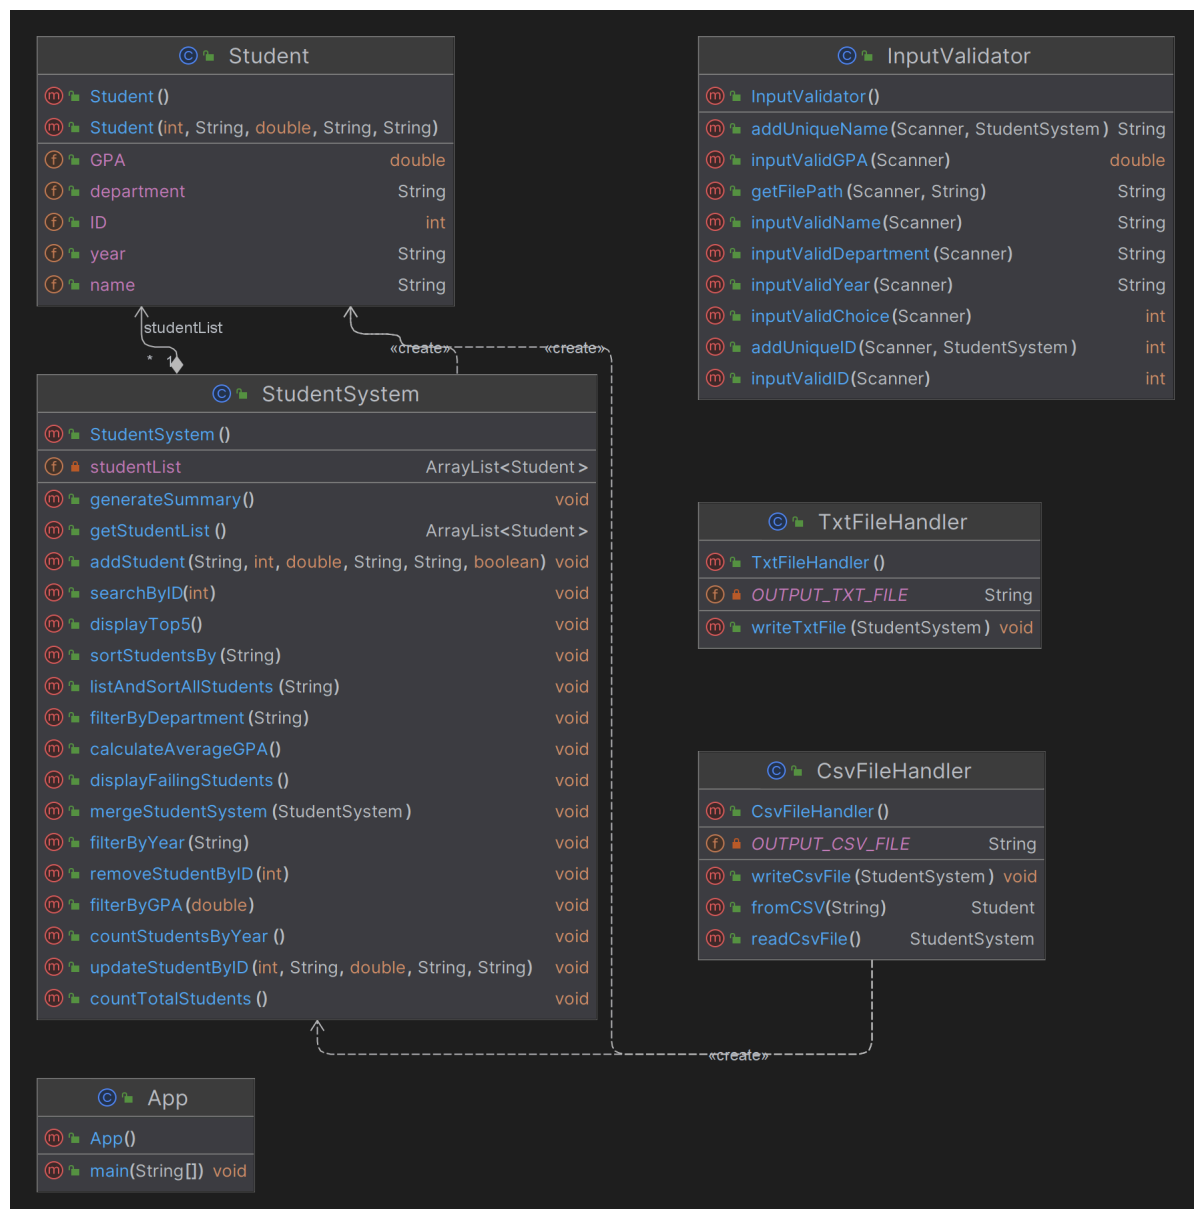 Student
Student()
Student(int, String, double, String, String)
GPA double
department String
ID int
year String
name String
studentList
* 1
«create» «create»
StudentSystem
StudentSystem()
studentList ArrayList<Student>
generateSummary() void
getStudentList() ArrayList<Student>
addStudent(String, int, double, String, String, boolean) void
searchByID(int) void
displayTop5() void
sortStudentsBy(String) void
listAndSortAllStudents(String) void
filterByDepartment(String) void
calculateAverageGPA() void
displayFailingStudents() void
mergeStudentSystem(StudentSystem) void
filterByYear(String) void
removeStudentByID(int) void
filterByGPA(double) void
countStudentsByYear() void
updateStudentByID(int, String, double, String, String) void
countTotalStudents() void
App
App()
main(String[]) void
InputValidator
InputValidator()
addUniqueName(Scanner, StudentSystem) String
inputValidGPA(Scanner) double
getFilePath(Scanner, String) String
inputValidName(Scanner) String
inputValidDepartment(Scanner) String
inputValidYear(Scanner) String
inputValidChoice(Scanner) int
addUniqueID(Scanner, StudentSystem) int
inputValidID(Scanner) int
TxtFileHandler
TxtFileHandler()
OUTPUT_TXT_FILE String
writeTxtFile(StudentSystem) void
CsvFileHandler
CsvFileHandler()
OUTPUT_CSV_FILE String
writeCsvFile(StudentSystem) void
fromCSV(String) Student
readCsvFile() StudentSystem
«create»